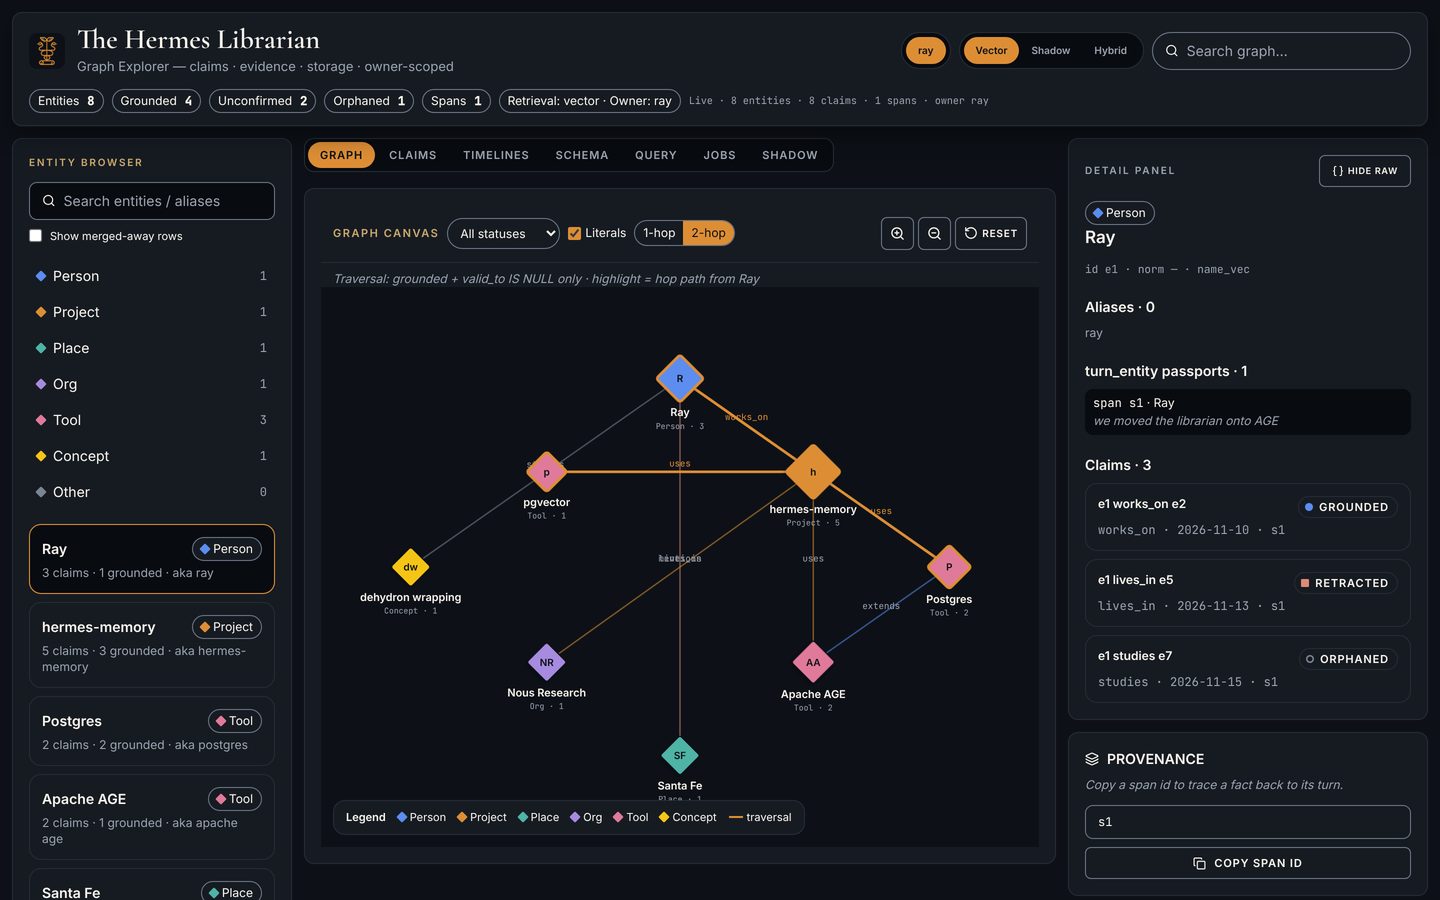 The Hermes Librarian
Graph Explorer — claims · evidence · storage · owner-scoped
ray
Vector Shadow Hybrid
Search graph...
Entities 8
Grounded 4
Unconfirmed 2
Orphaned 1
Spans 1
Retrieval: vector · Owner: ray
Live · 8 entities · 8 claims · 1 spans · owner ray
ENTITY BROWSER
Search entities / aliases
Show merged-away rows
Person 1
Project 1
Place 1
Org 1
Tool 3
Concept 1
Other 0
Ray Person
3 claims · 1 grounded · aka ray
hermes-memory Project
5 claims · 3 grounded · aka hermes-
memory
Postgres Tool
2 claims · 2 grounded · aka postgres
Apache AGE Tool
2 claims · 1 grounded · aka apache
age
Santa Fe Place
GRAPH CLAIMS TIMELINES SCHEMA QUERY JOBS SHADOW
GRAPH CANVAS
All statuses
Literals
1-hop 2-hop
RESET
Traversal: grounded + valid_to IS NULL only · highlight = hop path from Ray
R
Ray
Person · 3
works_on
p
pgvector
Tool · 1
uses
h
hermes-memory
Project · 5
uses
dw
dehydron wrapping
Concept · 1
uses
P
Postgres
Tool · 2
extends
NR
Nous Research
Org · 1
AA
Apache AGE
Tool · 2
SF
Santa Fe
Place · 1
Legend Person Project Place Org Tool Concept traversal
DETAIL PANEL
{ } HIDE RAW
Person
Ray
id e1 · norm — · name_vec
Aliases · 0
ray
turn_entity passports · 1
span s1 · Ray
we moved the librarian onto AGE
Claims · 3
e1 works_on e2 GROUNDED
works_on · 2026-11-10 · s1
e1 lives_in e5 RETRACTED
lives_in · 2026-11-13 · s1
e1 studies e7 ORPHANED
studies · 2026-11-15 · s1
PROVENANCE
Copy a span id to trace a fact back to its turn.
s1
COPY SPAN ID